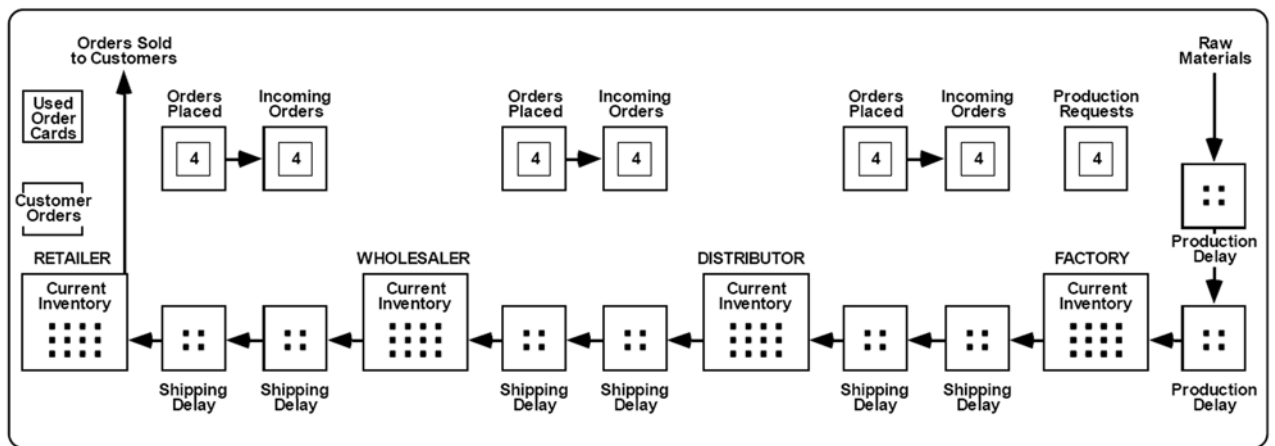 Orders Sold
to Customers
Raw
Materials
Used
Order
Cards
Orders
Placed
Incoming
Orders
Orders
Placed
Incoming
Orders
Orders
Placed
Incoming
Orders
Production
Requests
4
4
4
4
4
4
4
Customer
Orders
Production
Delay
RETAILER
WHOLESALER
DISTRIBUTOR
FACTORY
Current
Inventory
Current
Inventory
Current
Inventory
Current
Inventory
Shipping
Delay
Shipping
Delay
Shipping
Delay
Shipping
Delay
Shipping
Delay
Shipping
Delay
Production
Delay